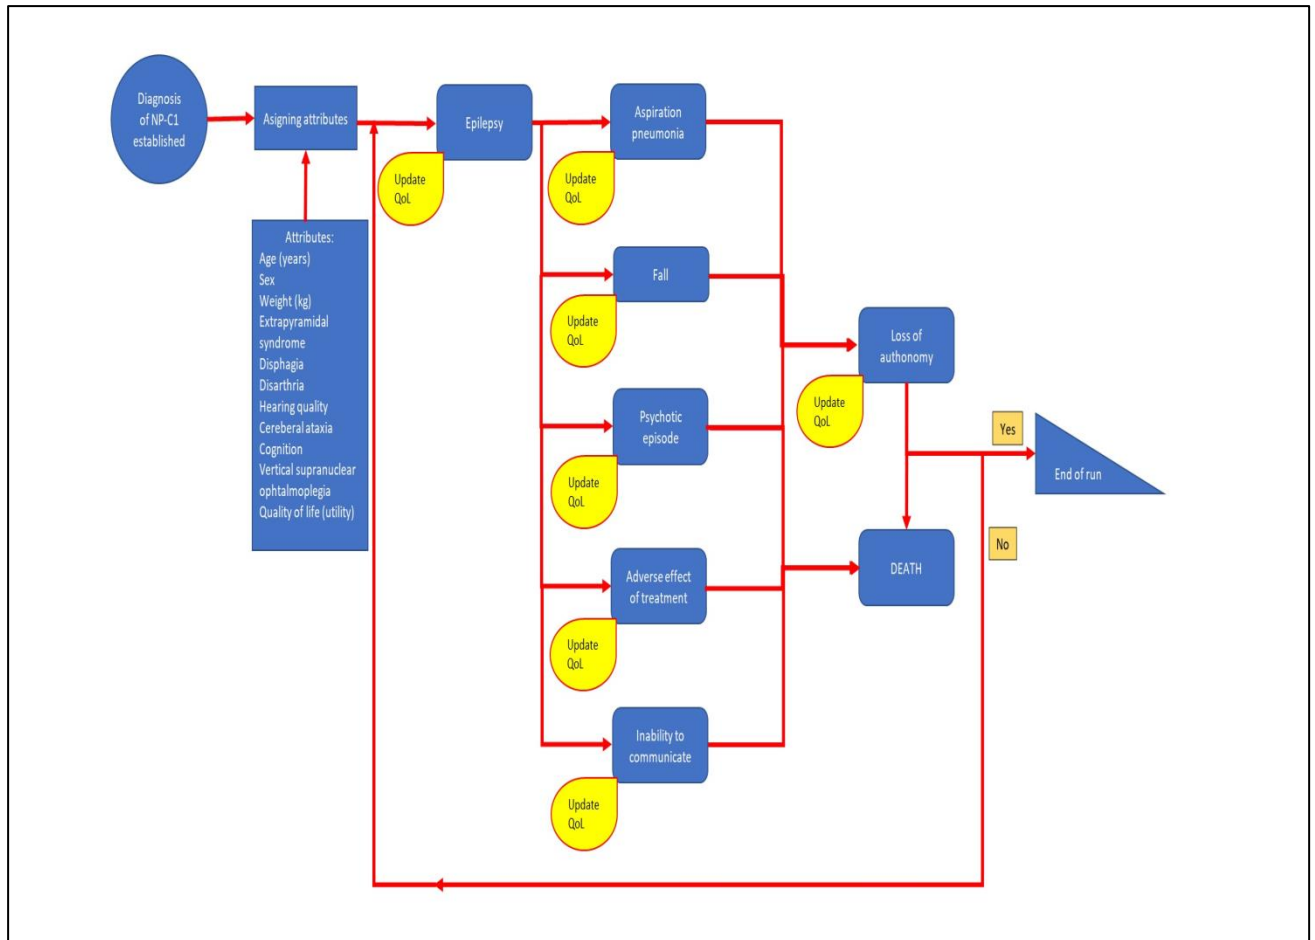 Diagnosis
of NP-C1
established
Asigning attributes
Attributes:
Age (years)
Sex
Weight (kg)
Extrapyramidal
syndrome
Disphagia
Disarthria
Hearing quality
Cereberal ataxia
Cognition
Vertical supranuclear
ophtalmoplegia
Quality of life (utility)
Epilepsy
Update
QoL
Aspiration
pneumonia
Update
QoL
Fall
Update
QoL
Psychotic
episode
Update
QoL
Adverse effect
of treatment
Update
QoL
Inability to
communicate
Update
QoL
Loss of
authonomy
Update
QoL
DEATH
Yes
No
End of run